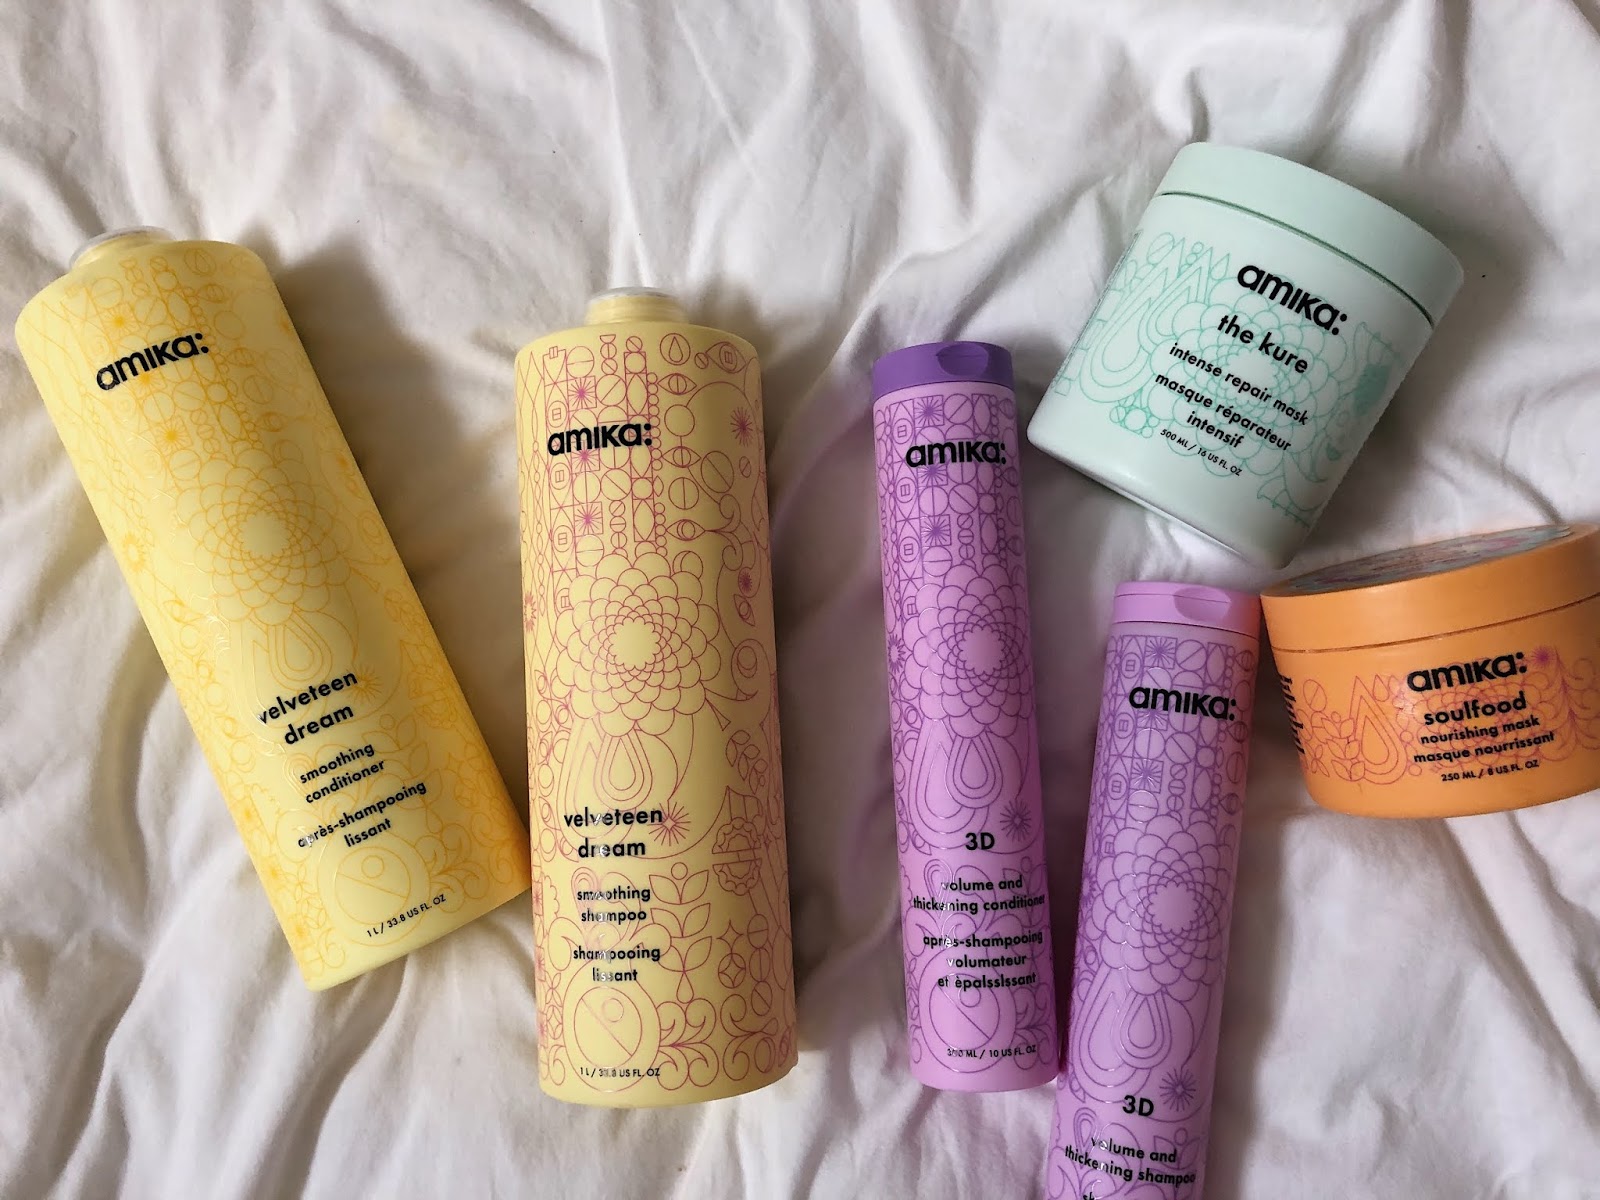 amika:
velveteen
dream
smoothing
conditioner
après-shampooing
lissant
1 L / 33.8 US FL. OZ
amika:
velveteen
dream
smoothing
shampoo
shampooing
lissant
1 L / 33.8 US FL. OZ
amika:
3D
volume and
thickening conditioner
après-shampooing
volumateur
et épaississant
300 ML / 10 US FL. OZ
amika:
3D
volume and
thickening shampoo
amika:
the kure
intense repair mask
masque réparateur
intensif
500 ML / 16 US FL. OZ
amika:
soulfood
nourishing mask
masque nourrissant
250 ML / 8 US FL. OZ